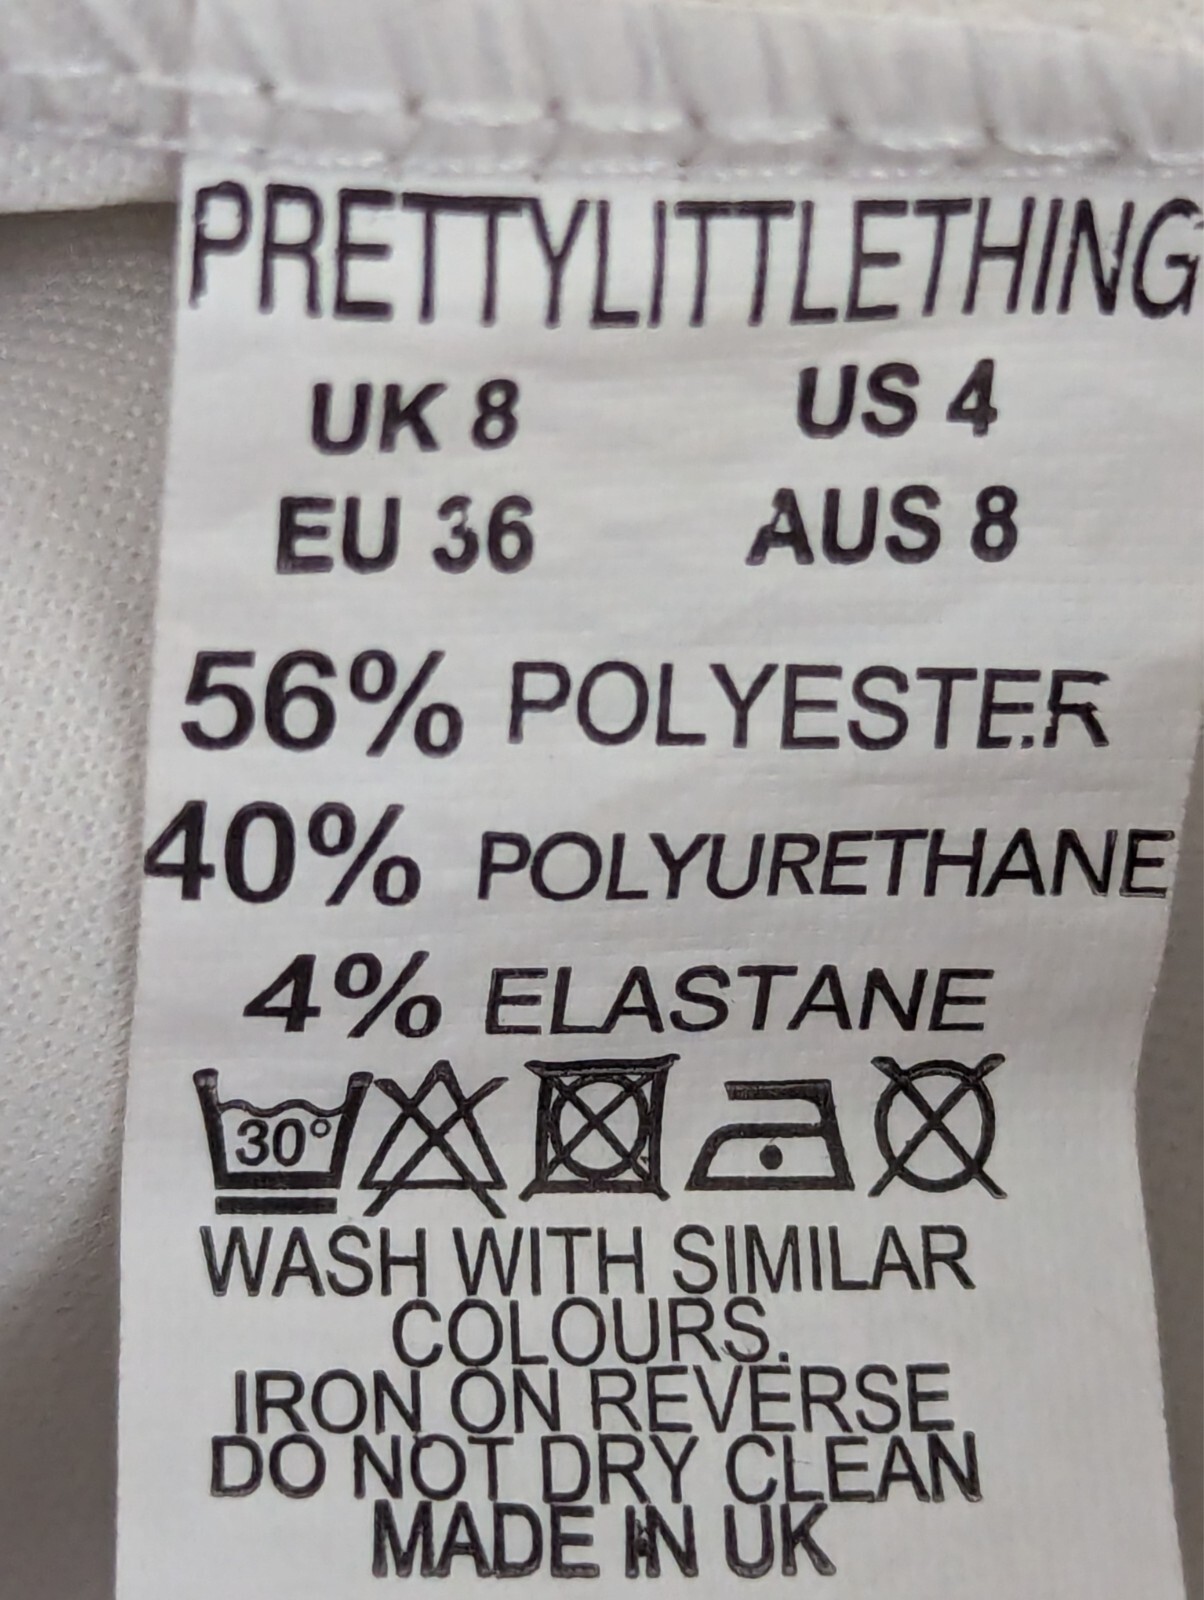 PRETTYLITTLETHING
UK 8 US 4
EU 36 AUS 8
56% POLYESTER
40% POLYURETHANE
4% ELASTANE
30°
WASH WITH SIMILAR
COLOURS.
IRON ON REVERSE
DO NOT DRY CLEAN
MADE IN UK